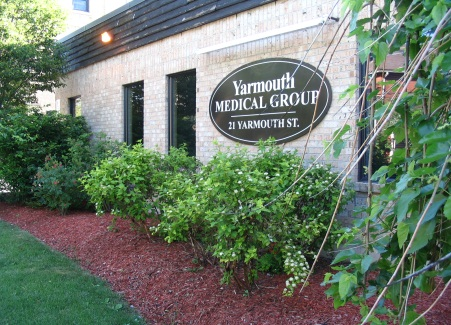 Yarmouth
MEDICAL GROUP
21 YARMOUTH ST.